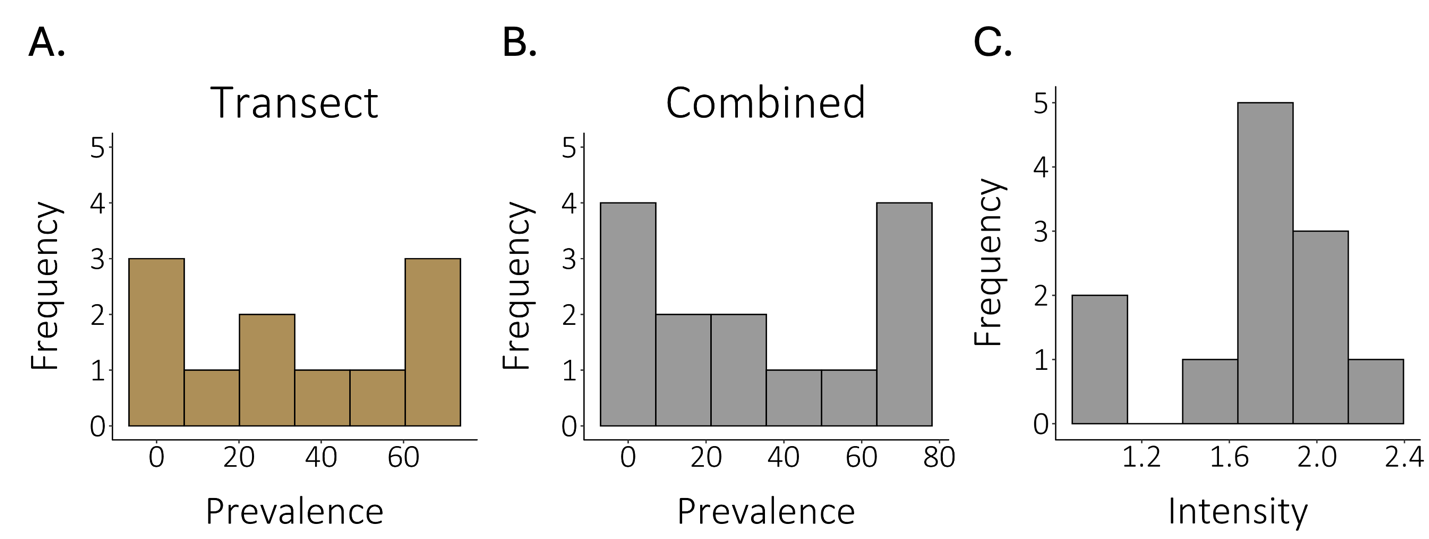 A.
B.
C.
Transect
Combined
Frequency
5
4
3
2
1
0
0 20 40 60
Prevalence
Frequency
5
4
3
2
1
0
0 20 40 60 80
Prevalence
Frequency
5
4
3
2
1
0
1.2 1.6 2.0 2.4
Intensity